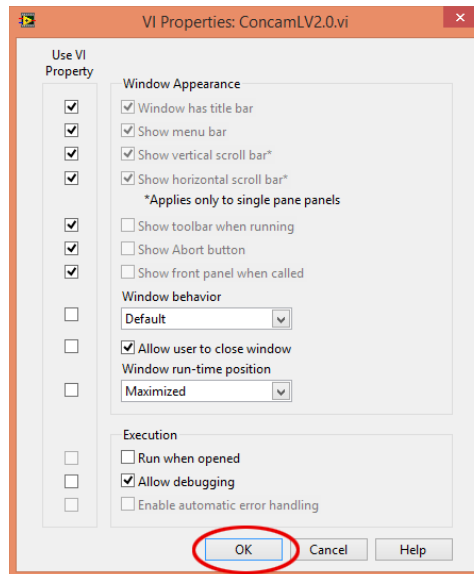 VI Properties: ConcamLV2.0.vi
Use VI
Property
Window Appearance
Window has title bar
Show menu bar
Show vertical scroll bar*
Show horizontal scroll bar*
*Applies only to single pane panels
Show toolbar when running
Show Abort button
Show front panel when called
Window behavior
Default
Allow user to close window
Window run-time position
Maximized
Execution
Run when opened
Allow debugging
Enable automatic error handling
OK Cancel Help